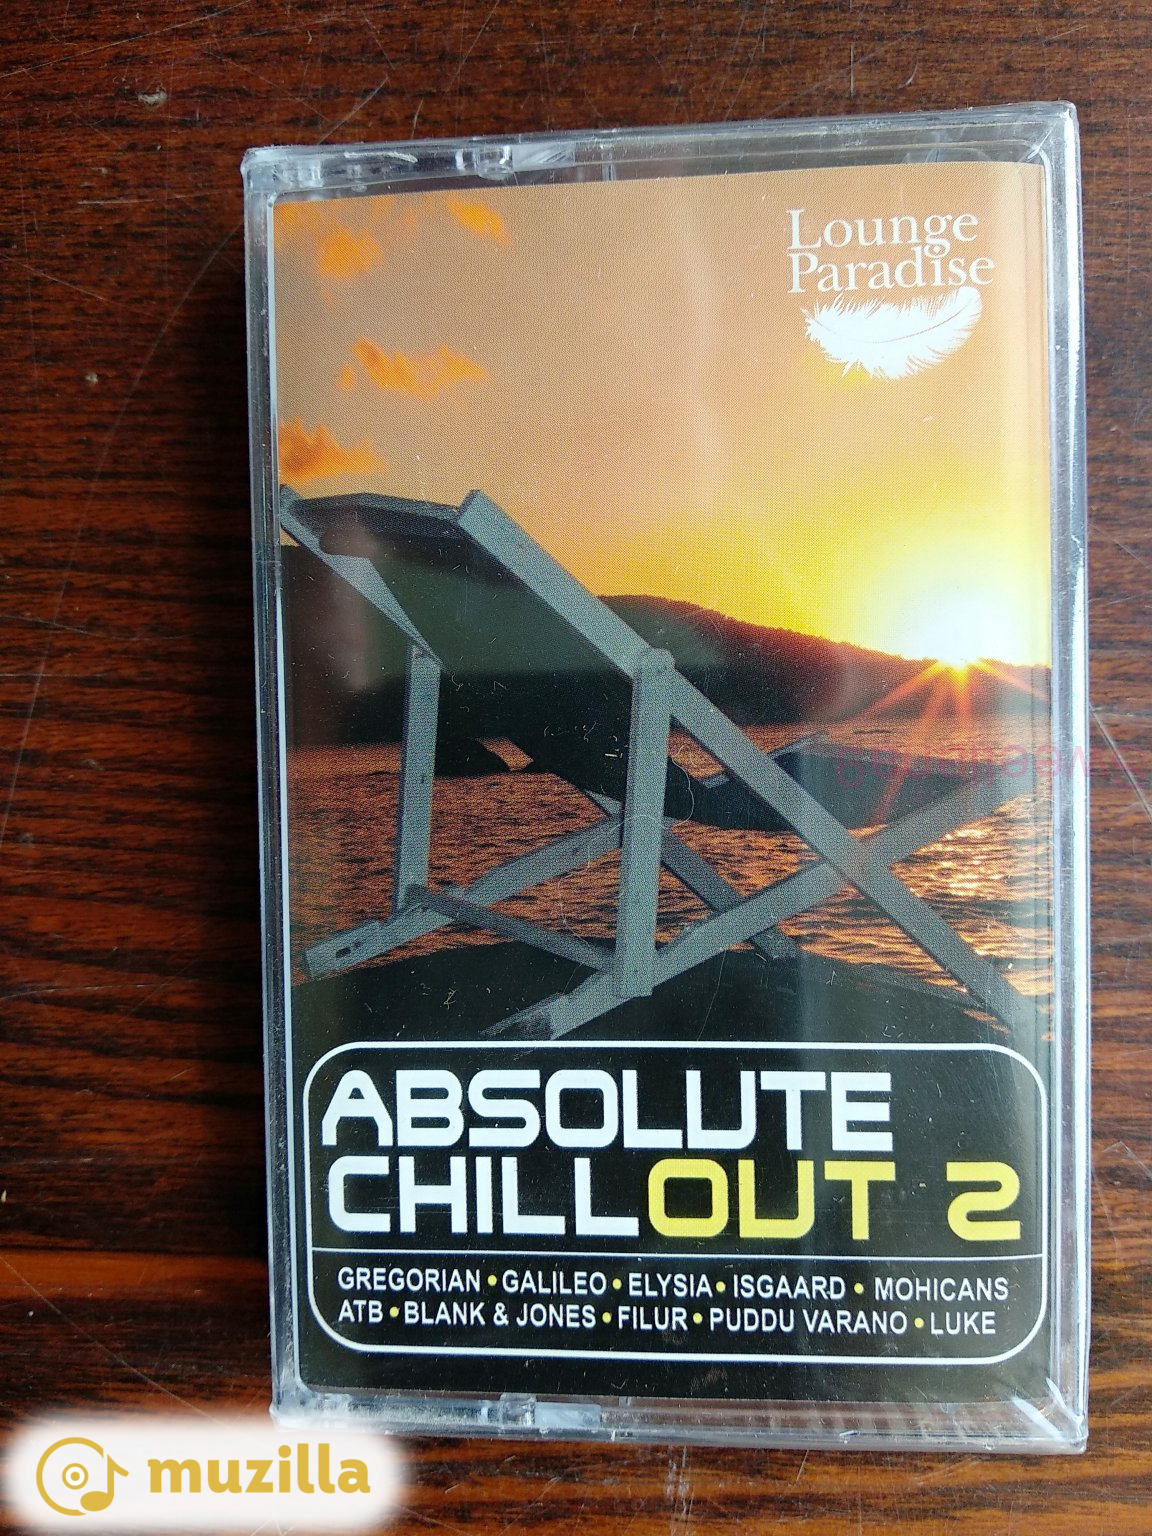 Lounge
Paradise
ABSOLUTE
CHILLOUT 2
GREGORIAN • GALILEO • ELYSIA • ISGAARD • MOHICANS
ATB • BLANK & JONES • FILUR • PUDDU VARANO • LUKE
muzilla